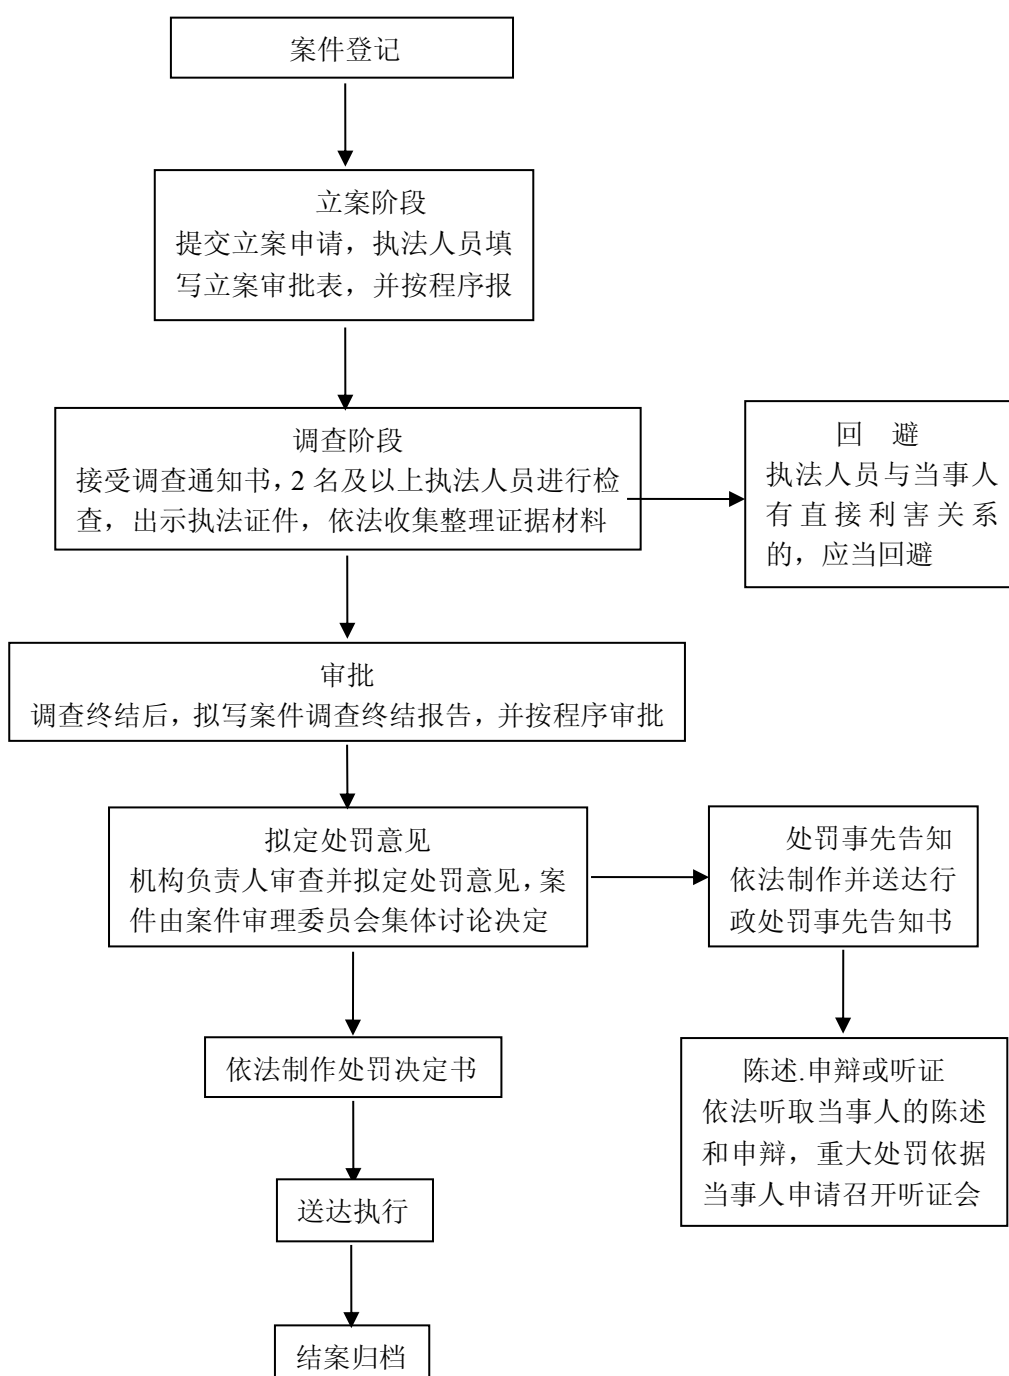 案件登记
立案阶段
提交立案申请，执法人员填
写立案审批表，并按程序报
调查阶段
接受调查通知书，2 名及以上执法人员进行检
查，出示执法证件，依法收集整理证据材料
回 避
执法人员与当事人
有直接利害关系
的，应当回避
审批
调查终结后，拟写案件调查终结报告，并按程序审批
拟定处罚意见
机构负责人审查并拟定处罚意见，案
件由案件审理委员会集体讨论决定
处罚事先告知
依法制作并送达行
政处罚事先告知书
依法制作处罚决定书
陈述.申辩或听证
依法听取当事人的陈述
和申辩，重大处罚依据
当事人申请召开听证会
送达执行
结案归档